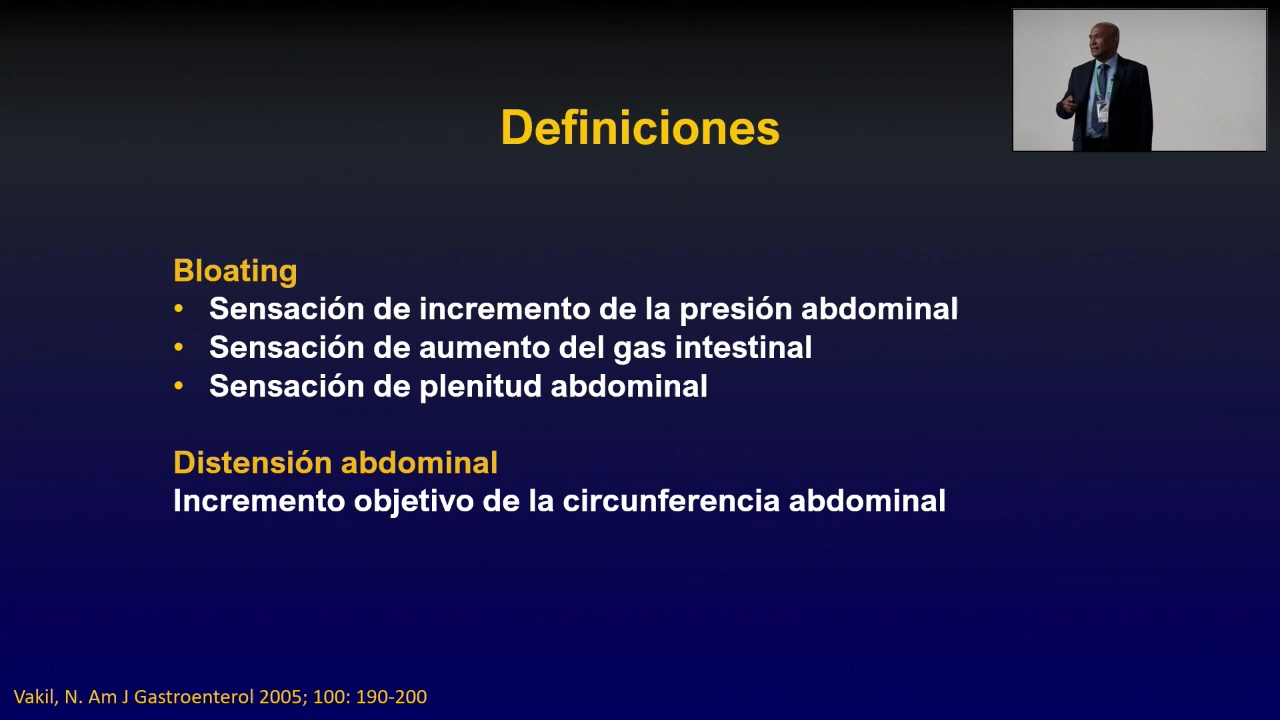 Definiciones
Bloating
• Sensación de incremento de la presión abdominal
• Sensación de aumento del gas intestinal
• Sensación de plenitud abdominal
Distensión abdominal
Incremento objetivo de la circunferencia abdominal
Vakil, N. Am J Gastroenterol 2005; 100: 190-200